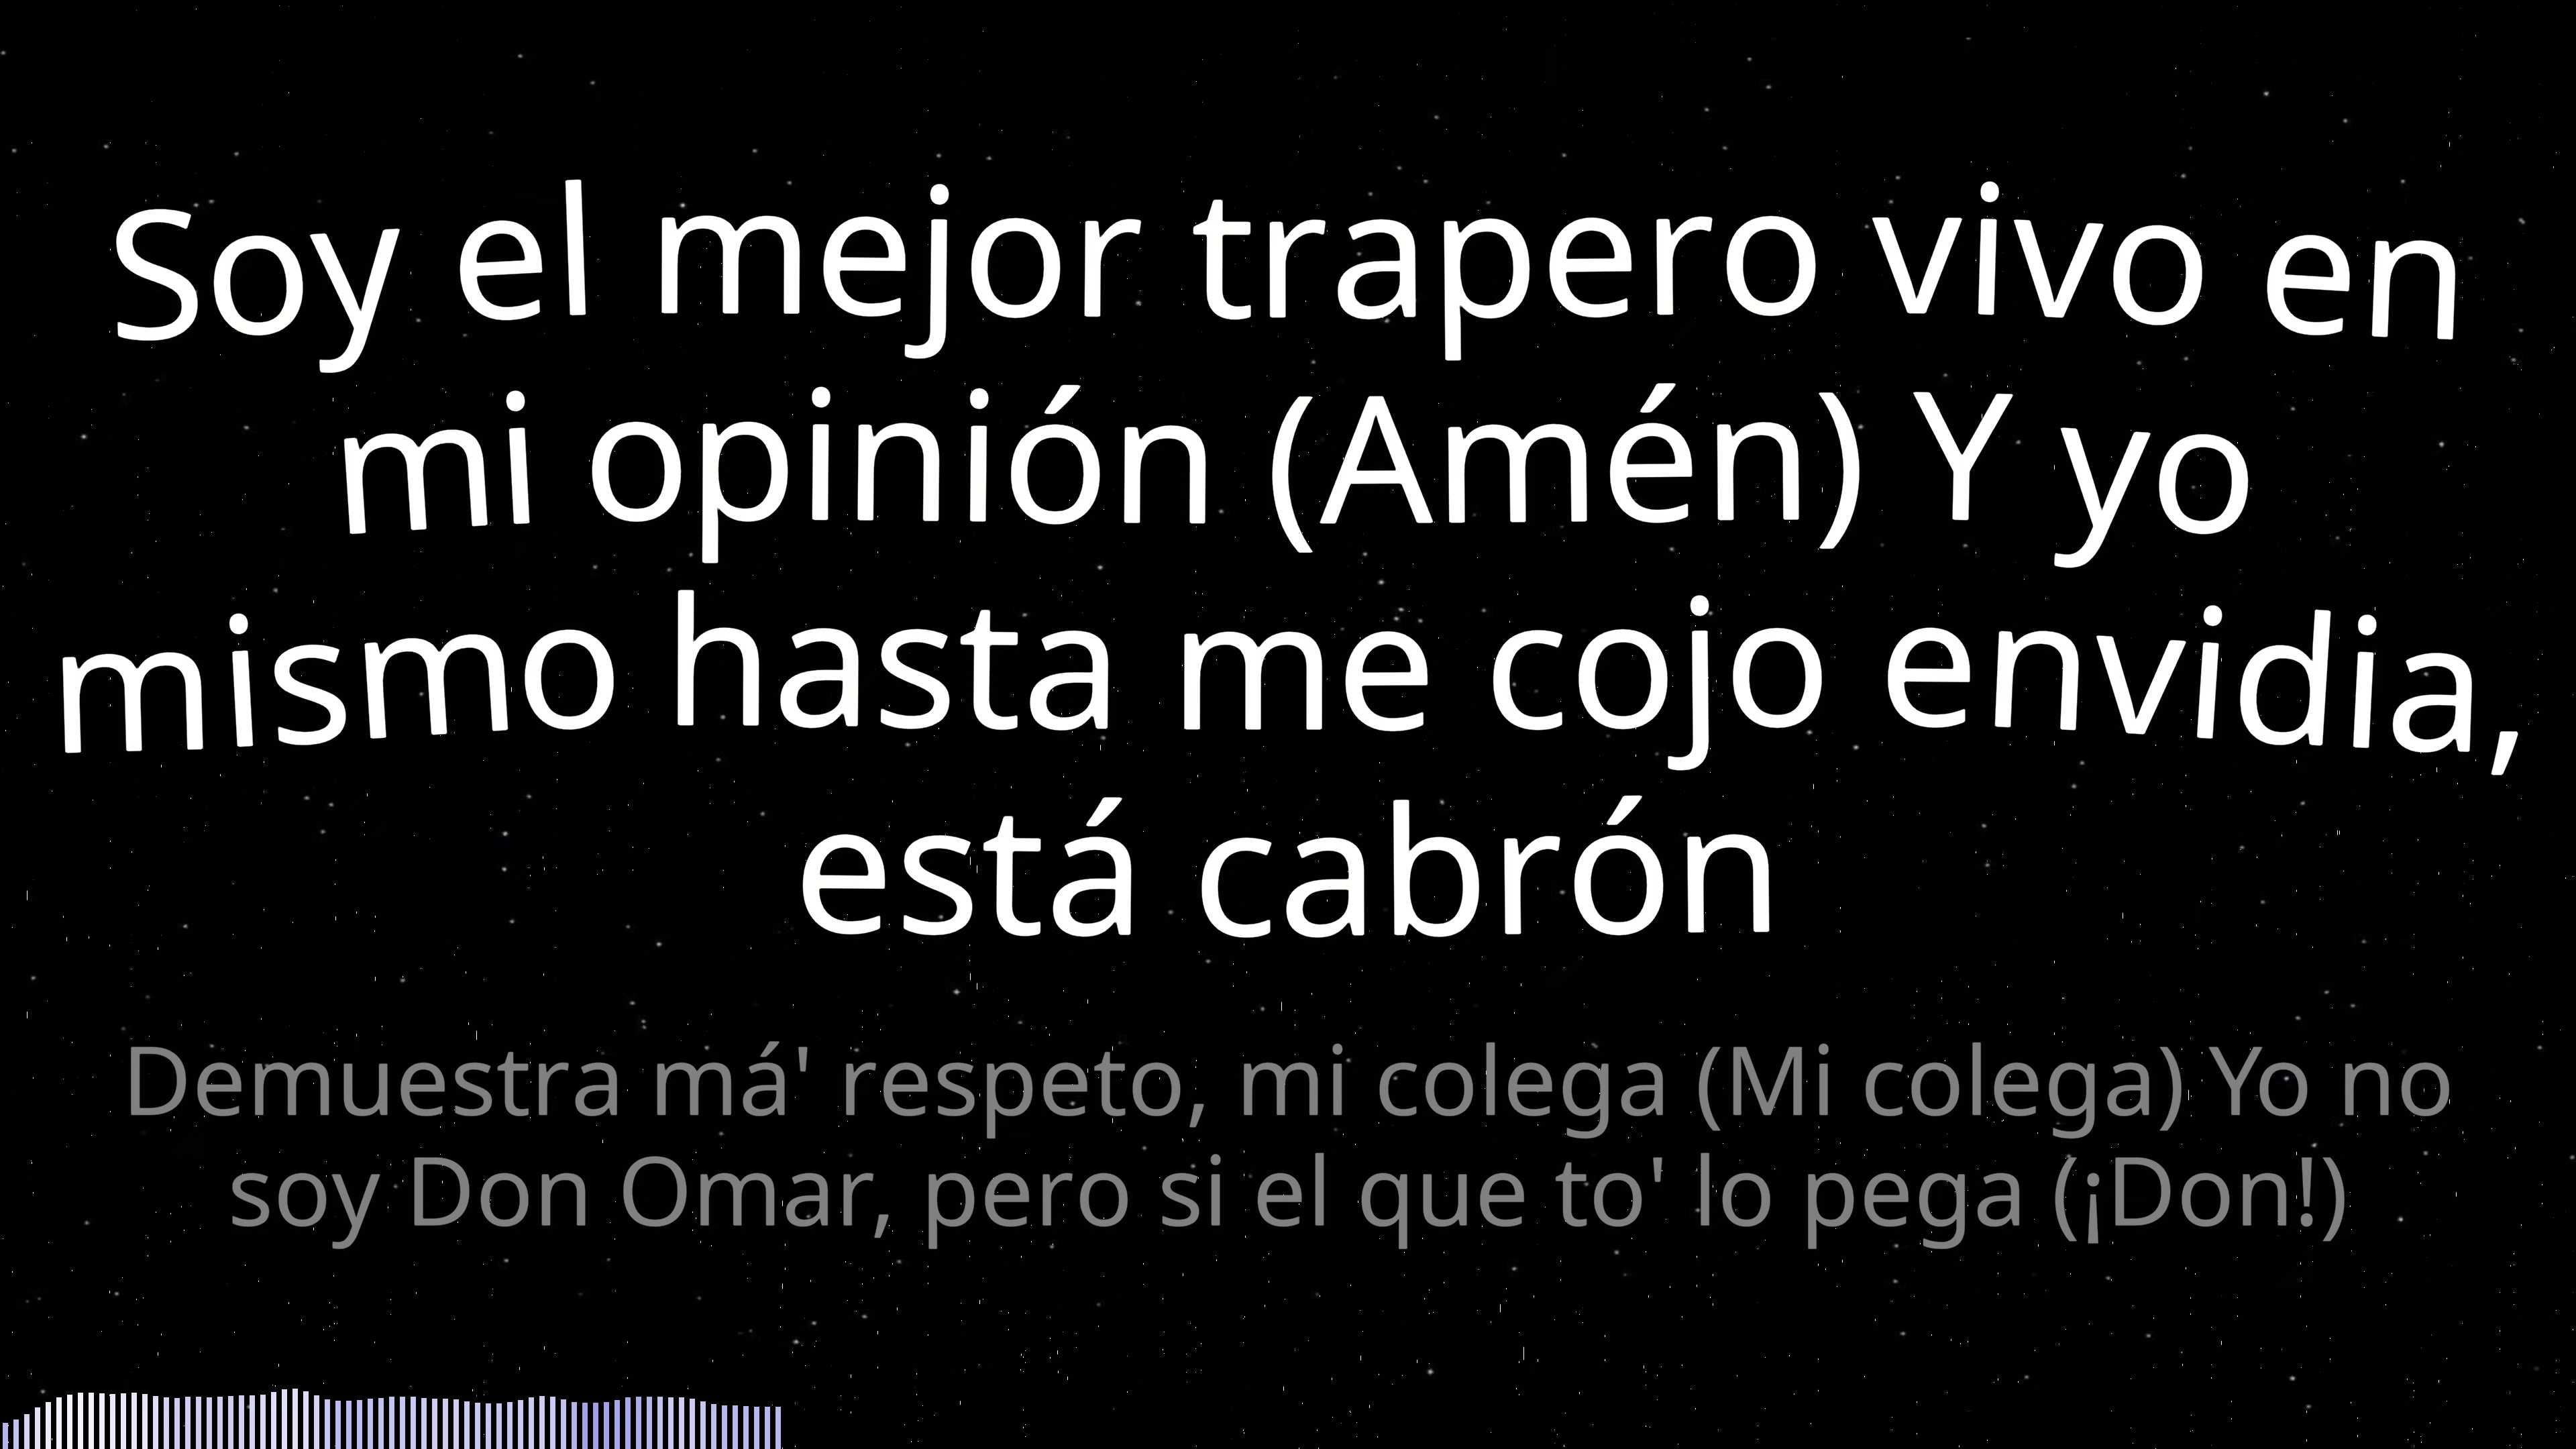 Soy el mejor trapero vivo en
mi opinión (Amén) Y yo
mismo hasta me cojo envidia,
está cabrón
Demuestra má' respeto, mi colega (Mi colega) Yo no
soy Don Omar, pero si el que to' lo pega (¡Don!)